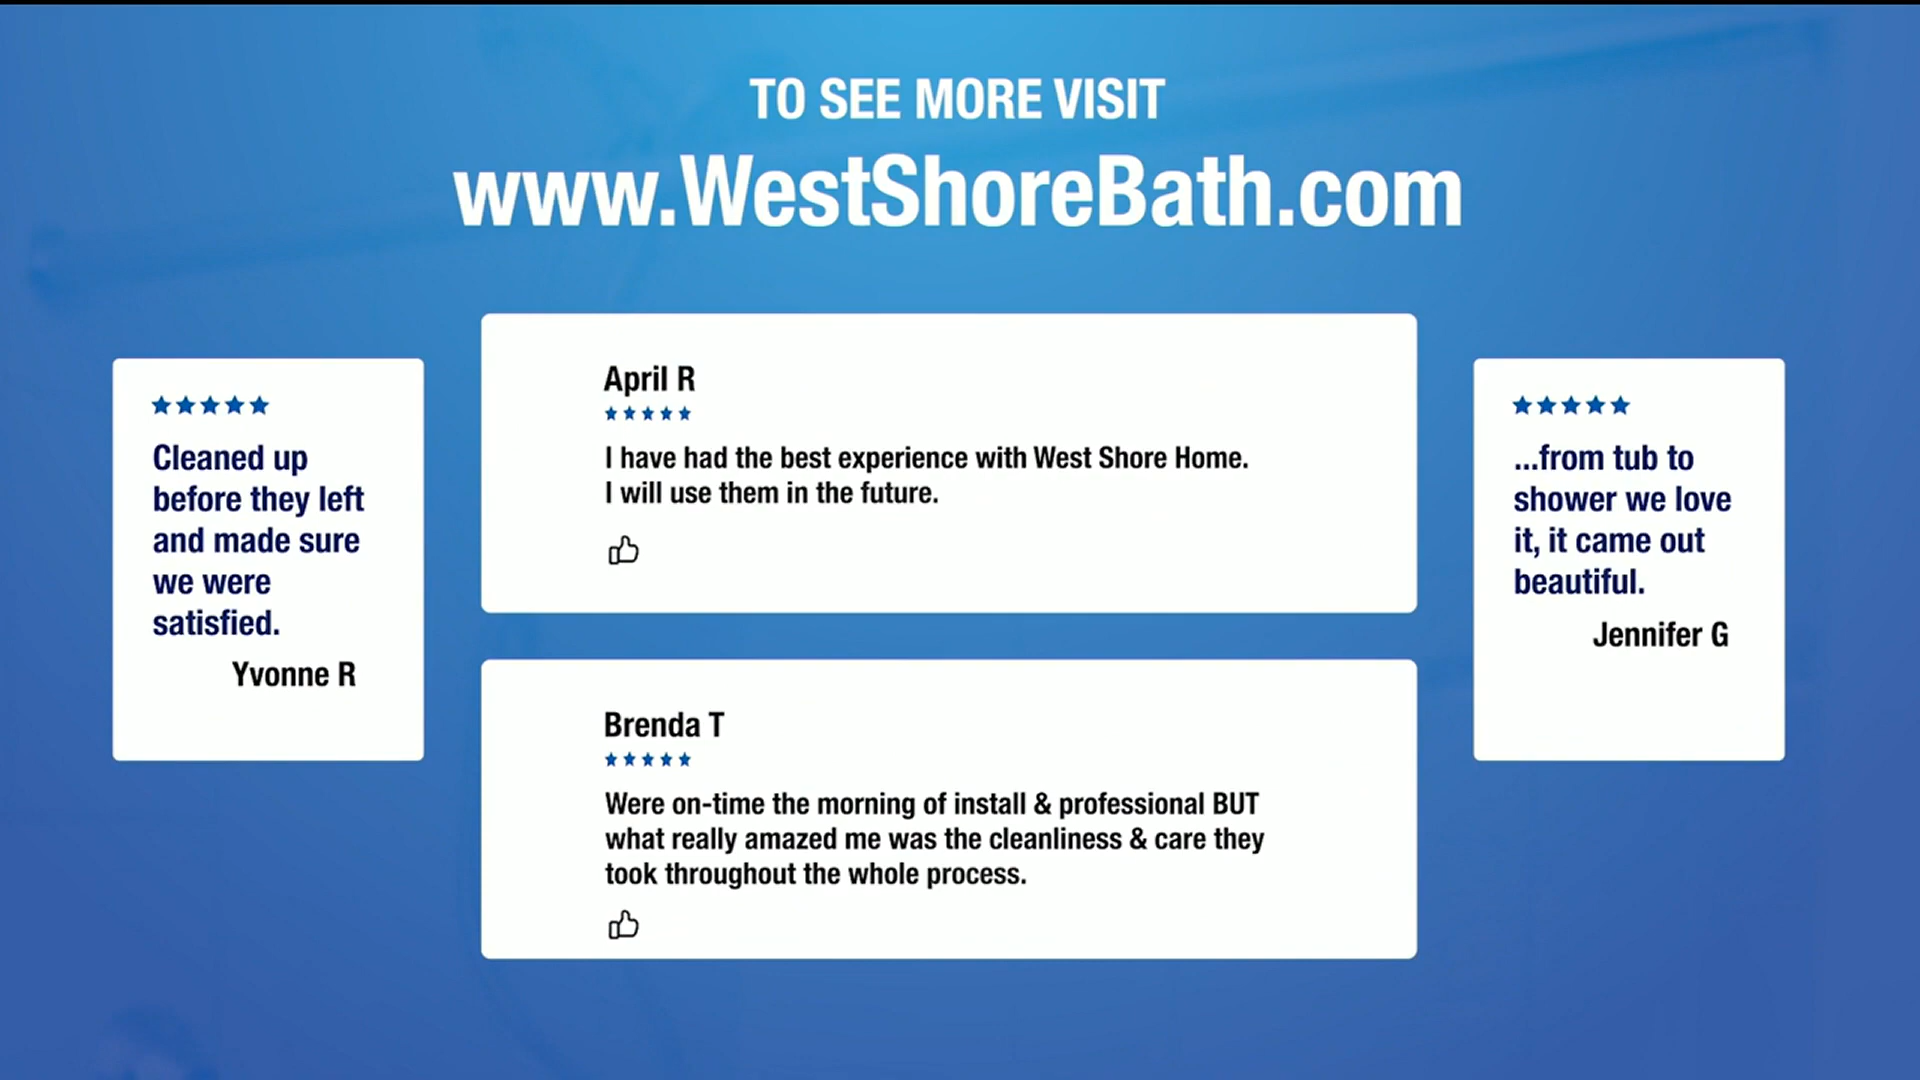 TO SEE MORE VISIT
www.WestShoreBath.com
★★★★★
Cleaned up
before they left
and made sure
we were
satisfied.
Yvonne R
April R
★★★★★
I have had the best experience with West Shore Home.
I will use them in the future.
Brenda T
★★★★★
Were on-time the morning of install & professional BUT
what really amazed me was the cleanliness & care they
took throughout the whole process.
★★★★★
...from tub to
shower we love
it, it came out
beautiful.
Jennifer G